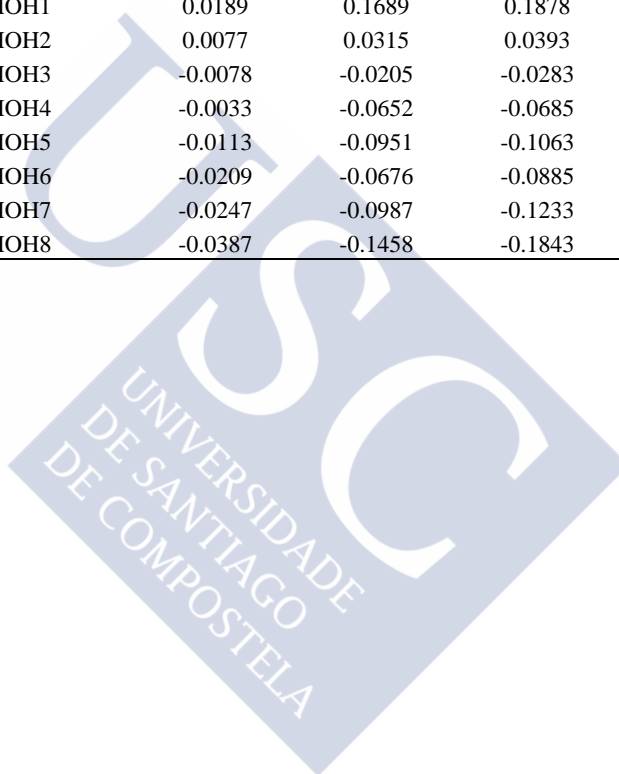 IOH1 0.0189 0.1689 0.1878
IOH2 0.0077 0.0315 0.0393
IOH3 -0.0078 -0.0205 -0.0283
IOH4 -0.0033 -0.0652 -0.0685
IOH5 -0.0113 -0.0951 -0.1063
IOH6 -0.0209 -0.0676 -0.0885
IOH7 -0.0247 -0.0987 -0.1233
IOH8 -0.0387 -0.1458 -0.1843
USC
UNIVERSIDADE
DE SANTIAGO
DE COMPOSTELA